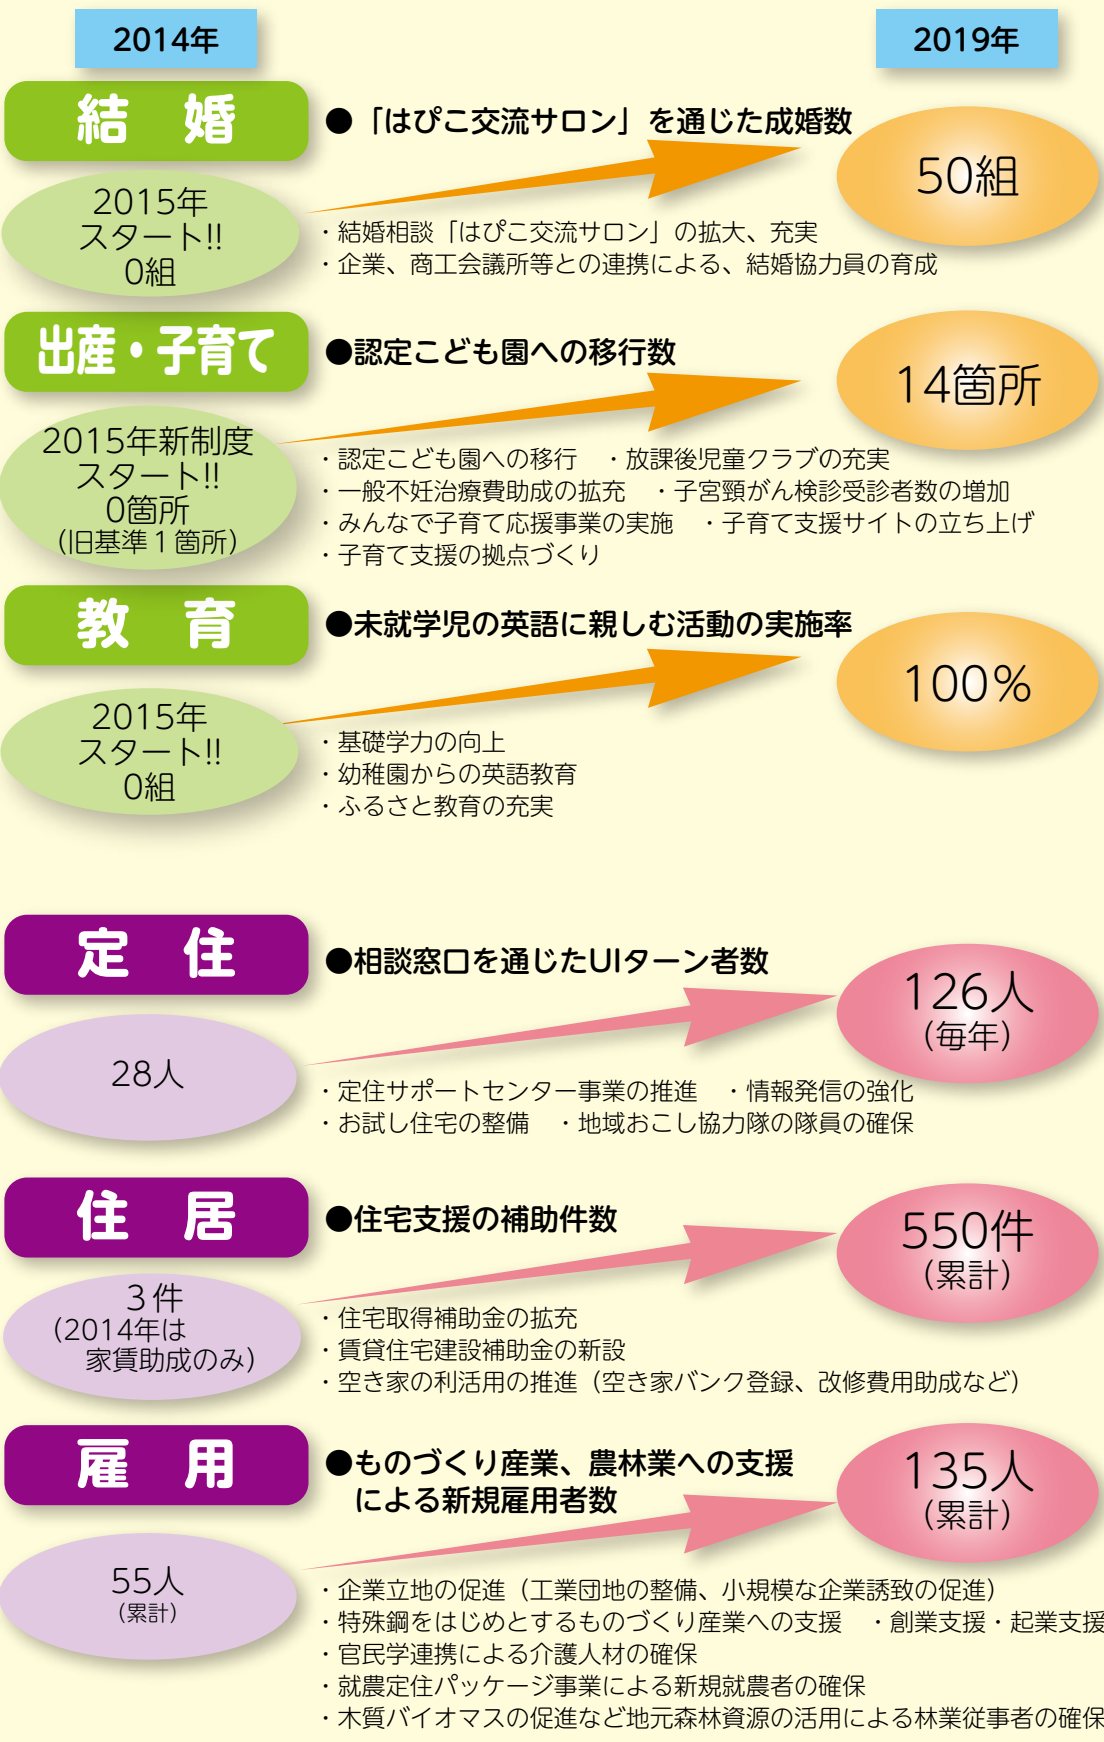 2014年
2019年
結 婚
●「はぴこ交流サロン」を通じた成婚数
50組
2015年
スタート!!
0組
・結婚相談「はぴこ交流サロン」の拡大、充実
・企業、商工会議所等との連携による、結婚協力員の育成
出産・子育て
●認定こども園への移行数
14箇所
2015年新制度
スタート!!
0箇所
(旧基準1箇所)
・認定こども園への移行 ・放課後児童クラブの充実
・一般不妊治療費助成の拡充 ・子宮頸がん検診受診者数の増加
・みんなで子育て応援事業の実施 ・子育て支援サイトの立ち上げ
・子育て支援の拠点づくり
教 育
●未就学児の英語に親しむ活動の実施率
100%
2015年
スタート!!
0組
・基礎学力の向上
・幼稚園からの英語教育
・ふるさと教育の充実
定 住
●相談窓口を通じたUIターン者数
126人
(毎年)
28人
・定住サポートセンター事業の推進 ・情報発信の強化
・お試し住宅の整備 ・地域おこし協力隊の隊員の確保
住 居
●住宅支援の補助件数
550件
(累計)
3件
(2014年は
家賃助成のみ)
・住宅取得補助金の拡充
・賃貸住宅建設補助金の新設
・空き家の利活用の推進(空き家バンク登録、改修費用助成など)
雇 用
●ものづくり産業、農林業への支援
による新規雇用者数
135人
(累計)
55人
(累計)
・企業立地の促進(工業団地の整備、小規模な企業誘致の促進)
・特殊鋼をはじめとするものづくり産業への支援 ・創業支援・起業支援
・官民学連携による介護人材の確保
・就農定住パッケージ事業による新規就農者の確保
・木質バイオマスの促進など地元森林資源の活用による林業従事者の確保